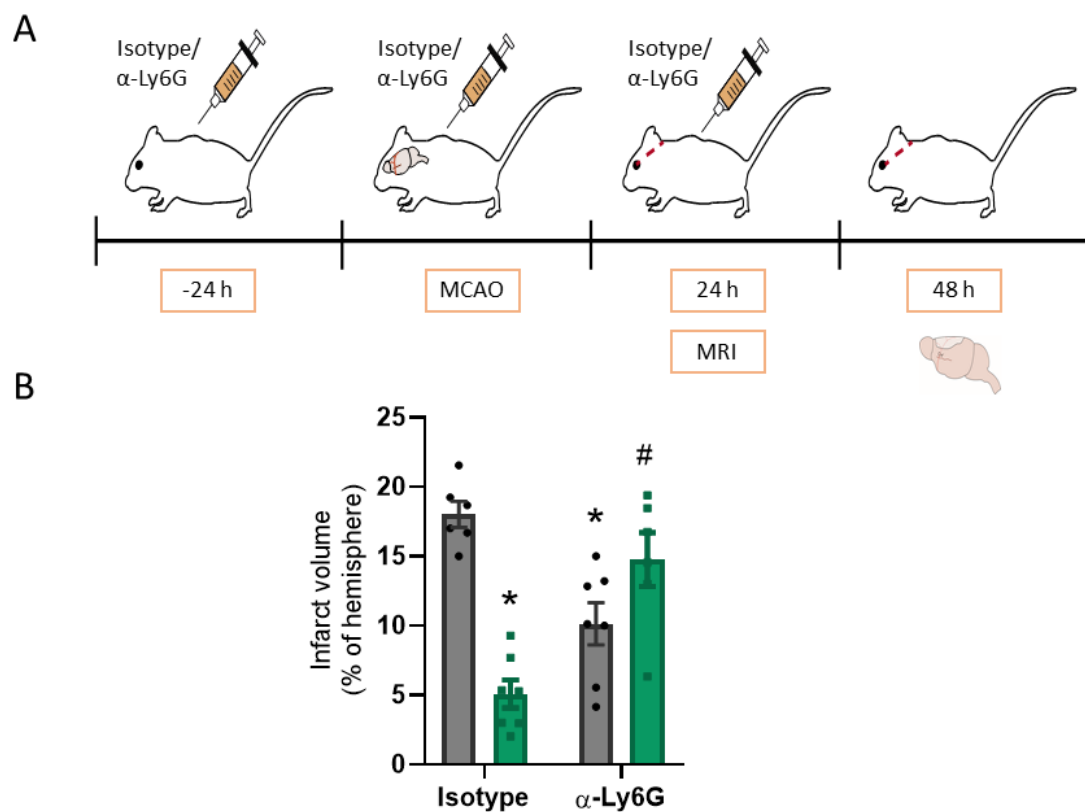 A
Isotype/
α-Ly6G
Isotype/
α-Ly6G
Isotype/
α-Ly6G
-24 h
MCAO
24 h
48 h
MRI
B
Infarct volume
(% of hemisphere)
25
20
15
10
5
0
*
*
#
Isotype
α-Ly6G